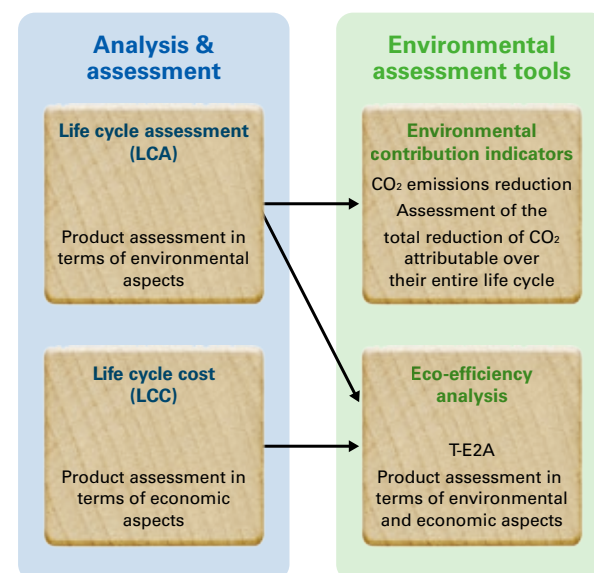 Analysis &
assessment
Life cycle assessment
(LCA)
Product assessment in
terms of environmental
aspects
Life cycle cost
(LCC)
Product assessment in
terms of economic
aspects
Environmental
assessment tools
Environmental
contribution indicators
CO₂ emissions reduction
Assessment of the
total reduction of CO₂
attributable over
their entire life cycle
Eco-efficiency
analysis
T-E2A
Product assessment in
terms of environmental
and economic aspects